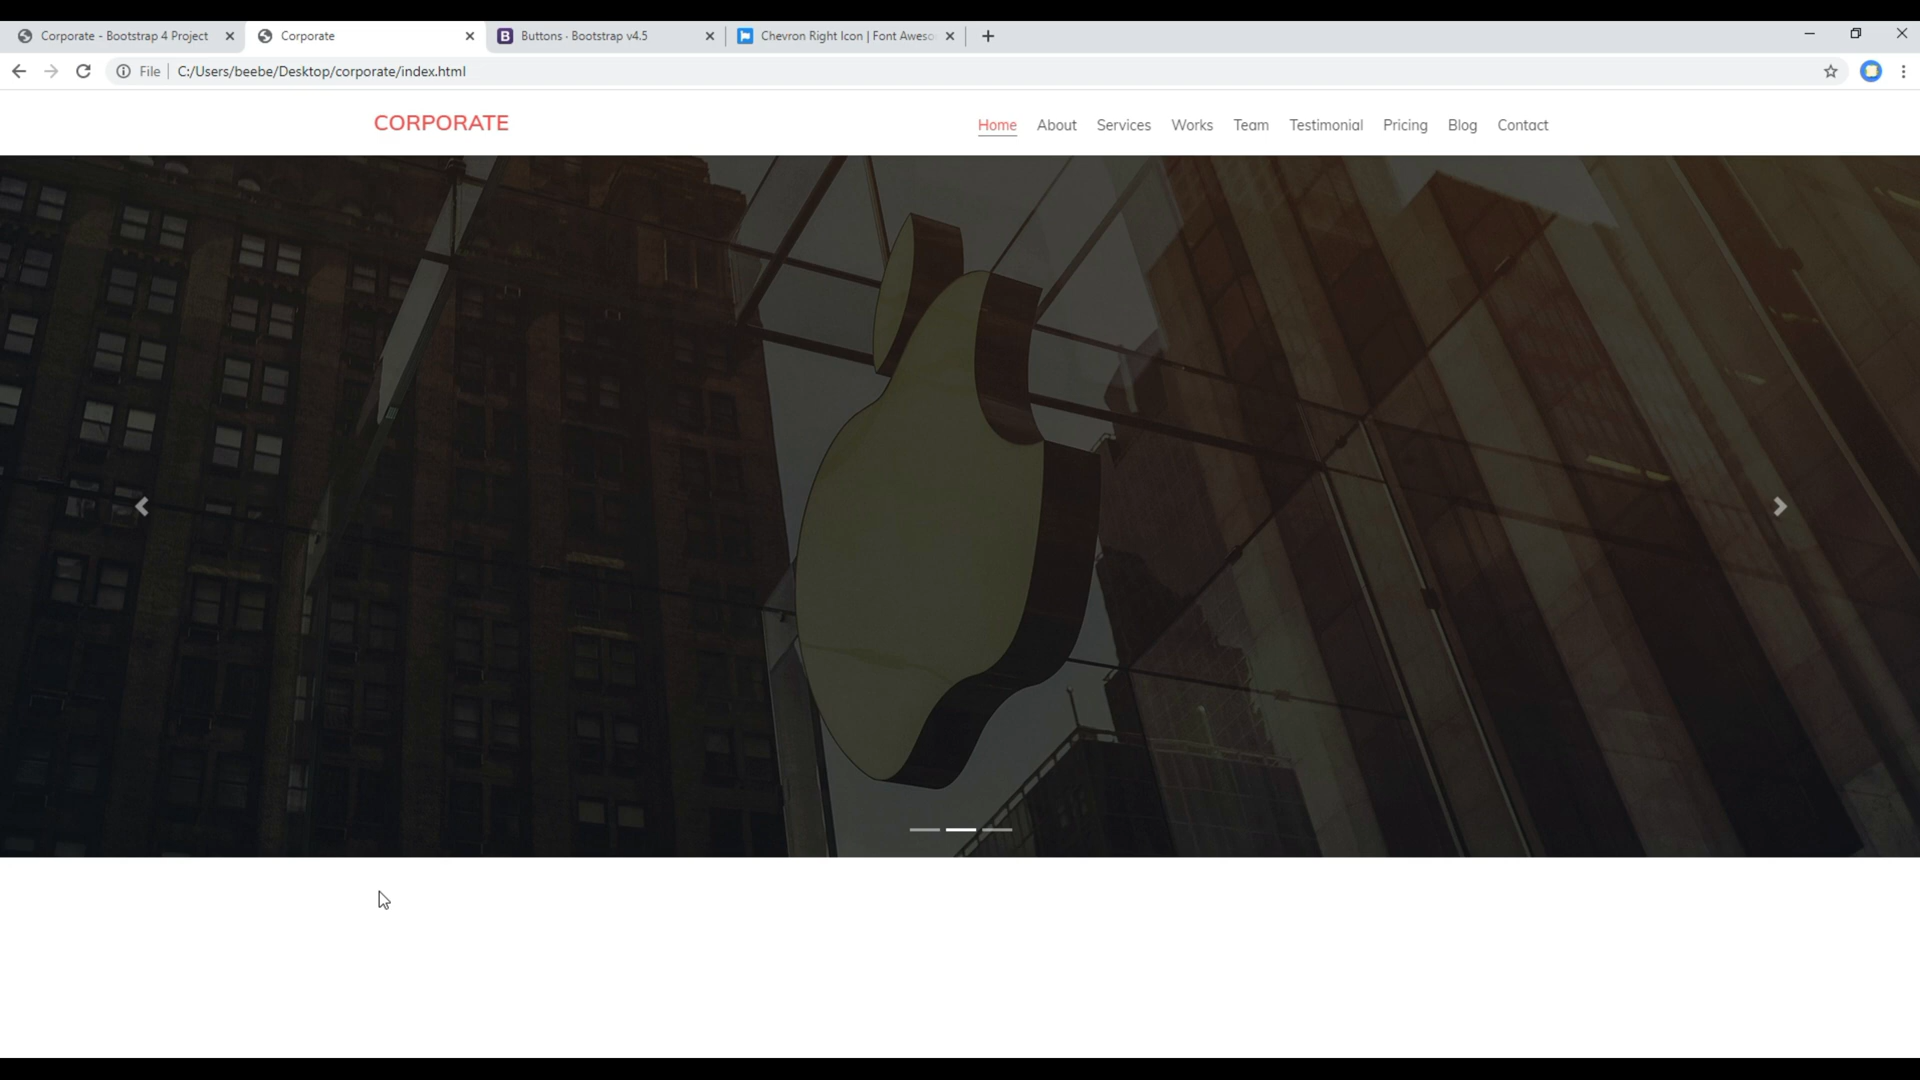 Corporate - Bootstrap 4 Project
Corporate
Buttons · Bootstrap v4.5
Chevron Right Icon | Font Aweso
File
C:/Users/beebe/Desktop/corporate/index.html
CORPORATE
Home About Services Works Team Testimonial Pricing Blog Contact